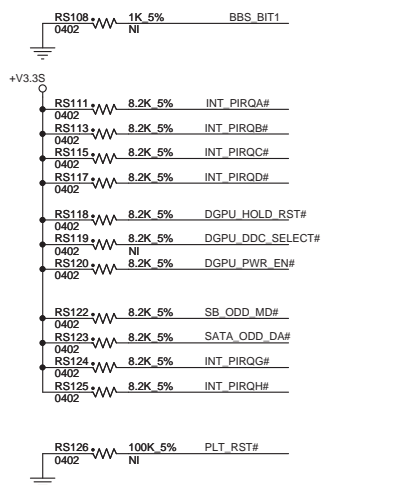 RS108 1K_5% BBS_BIT1
0402 NI
+V3.3S
RS111 8.2K_5% INT_PIRQA#
0402
RS113 8.2K_5% INT_PIRQB#
0402
RS115 8.2K_5% INT_PIRQC#
0402
RS117 8.2K_5% INT_PIRQD#
0402
RS118 8.2K_5% DGPU_HOLD_RST#
0402
RS119 8.2K_5% DGPU_DDC_SELECT#
0402 NI
RS120 8.2K_5% DGPU_PWR_EN#
0402
RS122 8.2K_5% SB_ODD_MD#
0402
RS123 8.2K_5% SATA_ODD_DA#
0402
RS124 8.2K_5% INT_PIRQG#
0402
RS125 8.2K_5% INT_PIRQH#
0402
RS126 100K_5% PLT_RST#
0402 NI